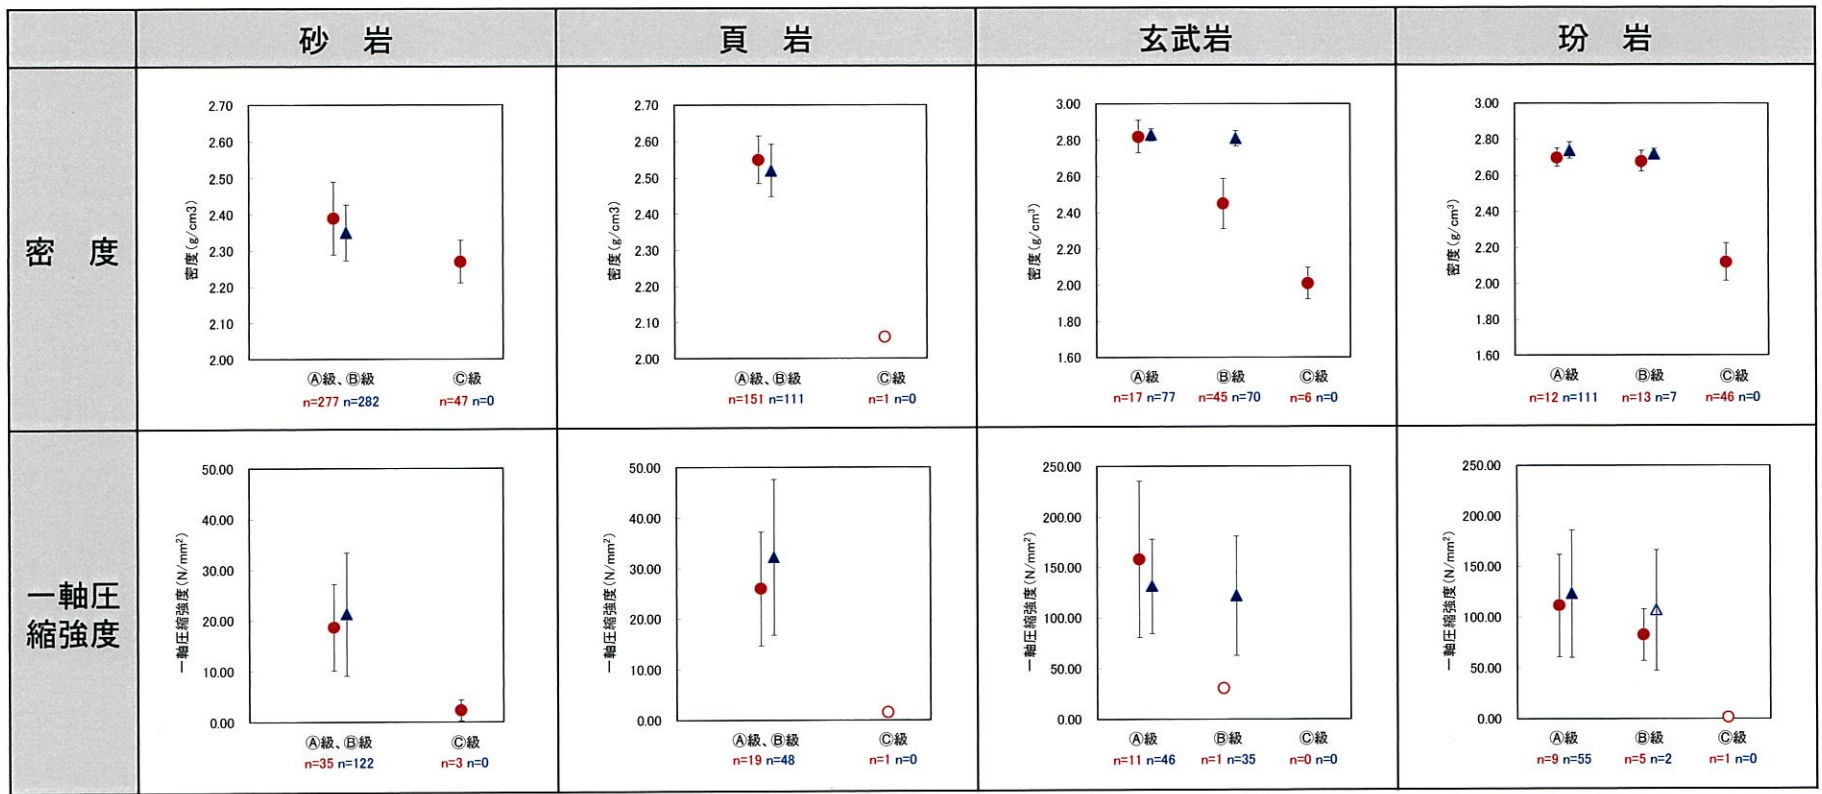 砂 岩
頁 岩
玄武岩
玢 岩
密 度
密度(g/cm3)
2.70
2.60
2.50
2.40
2.30
2.20
2.10
2.00
Ⓐ級、Ⓑ級
Ⓒ級
n=277 n=282
n=47 n=0
密度(g/cm3)
2.70
2.60
2.50
2.40
2.30
2.20
2.10
2.00
Ⓐ級、Ⓑ級
Ⓒ級
n=151 n=111
n=1 n=0
密度(g/cm³)
3.00
2.80
2.60
2.40
2.20
2.00
1.80
1.60
Ⓐ級
Ⓑ級
Ⓒ級
n=17 n=77
n=45 n=70
n=6 n=0
密度(g/cm³)
3.00
2.80
2.60
2.40
2.20
2.00
1.80
1.60
Ⓐ級
Ⓑ級
Ⓒ級
n=12 n=111
n=13 n=7
n=46 n=0
一軸圧
縮強度
一軸圧縮強度(N/mm²)
50.00
40.00
30.00
20.00
10.00
0.00
Ⓐ級、Ⓑ級
Ⓒ級
n=35 n=122
n=3 n=0
一軸圧縮強度(N/mm²)
50.00
40.00
30.00
20.00
10.00
0.00
Ⓐ級、Ⓑ級
Ⓒ級
n=19 n=48
n=1 n=0
一軸圧縮強度(N/mm²)
250.00
200.00
150.00
100.00
50.00
0.00
Ⓐ級
Ⓑ級
Ⓒ級
n=11 n=46
n=1 n=35
n=0 n=0
一軸圧縮強度(N/mm²)
250.00
200.00
150.00
100.00
50.00
0.00
Ⓐ級
Ⓑ級
Ⓒ級
n=9 n=55
n=5 n=2
n=1 n=0